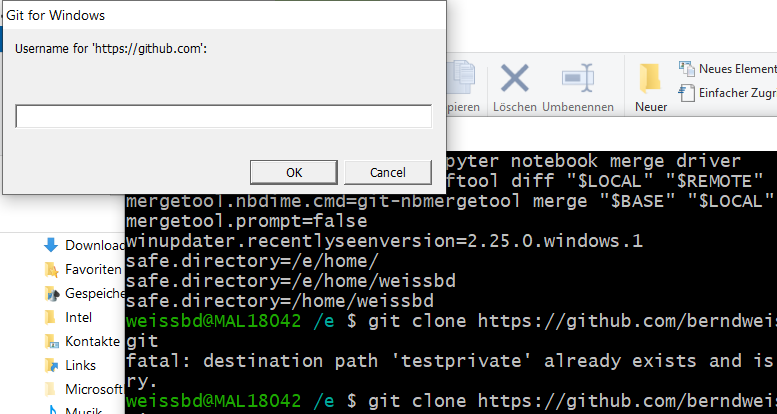 Git for Windows
Username for 'https://github.com':
OK
Cancel
pieren
Löschen
Umbenennen
Neuer
Neues Element
Einfacher Zugr
Download
Favoriten
Gespeiche
Intel
Kontakte
Links
Microsoft
Musik
pyter notebook merge driver
ftool diff "$LOCAL" "$REMOTE"
mergetool.nbdime.cmd=git-nbmergetool merge "$BASE" "$LOCAL"
mergetool.prompt=false
winupdater.recentlyseenversion=2.25.0.windows.1
safe.directory=/e/home/
safe.directory=/e/home/weissbd
safe.directory=/home/weissbd
weissbd@MAL18042 /e $ git clone https://github.com/berndweis
git
fatal: destination path 'testprivate' already exists and is
ry.
weissbd@MAL18042 /e $ git clone https://github.com/berndweis